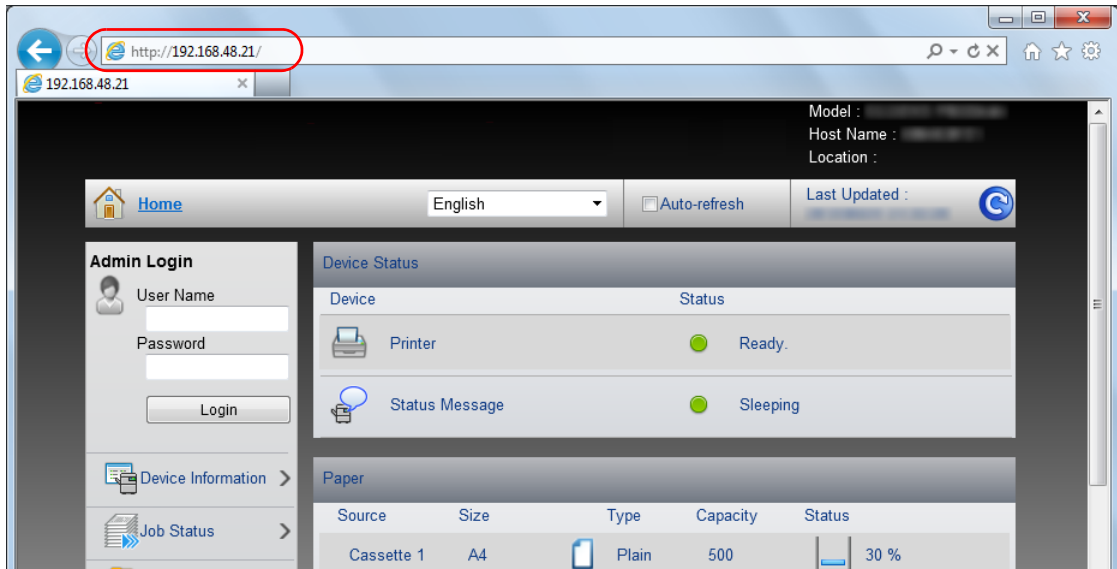 http://192.168.48.21/
192.168.48.21
Model :
Host Name :
Location :
Home
English
Auto-refresh
Last Updated :
Admin Login
User Name
Password
Login
Device Information
Job Status
Device Status
Device Status
Printer Ready.
Status Message Sleeping
Paper
Source Size Type Capacity Status
Cassette 1 A4 Plain 500 30 %